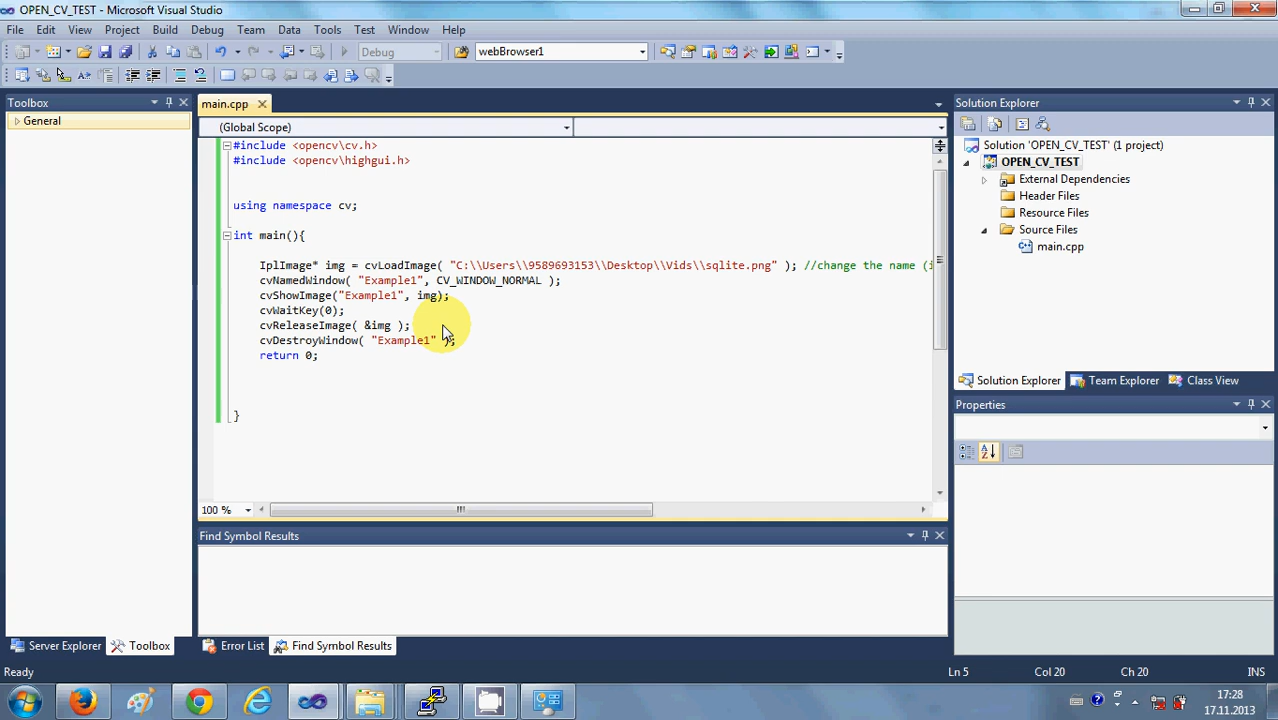 OPEN_CV_TEST - Microsoft Visual Studio
File Edit View Project Build Debug Team Data Tools Test Window Help
Debug webBrowser1
Toolbox
General
main.cpp
(Global Scope)
#include <opencv\cv.h>
#include <opencv\highgui.h>
using namespace cv;
int main(){
IplImage* img = cvLoadImage( "C:\\Users\\9589693153\\Desktop\\Vids\\sqlite.png" ); //change the name (i
cvNamedWindow( "Example1", CV_WINDOW_NORMAL );
cvShowImage("Example1", img);
cvWaitKey(0);
cvReleaseImage( &img );
cvDestroyWindow( "Example1" );
return 0;
}
100 %
Find Symbol Results
Server Explorer Toolbox
Error List Find Symbol Results
Solution Explorer
Solution 'OPEN_CV_TEST' (1 project)
OPEN_CV_TEST
External Dependencies
Header Files
Resource Files
Source Files
main.cpp
Solution Explorer Team Explorer Class View
Properties
Ready Ln 5 Col 20 Ch 20 INS
17:28
17.11.2013